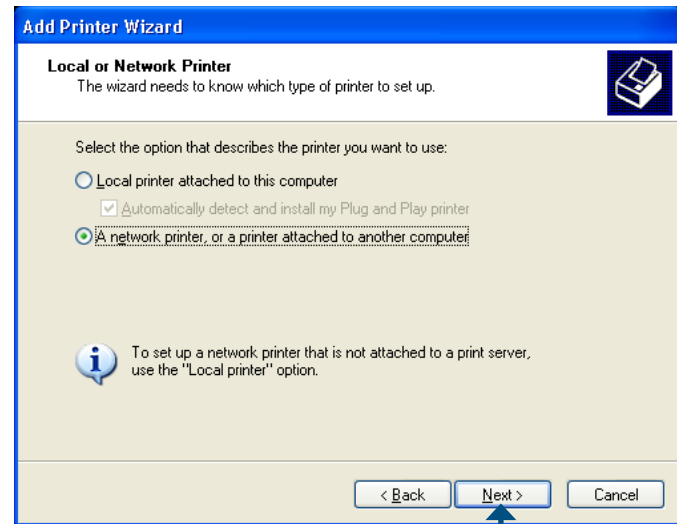 Add Printer Wizard
Local or Network Printer
The wizard needs to know which type of printer to set up.
Select the option that describes the printer you want to use:
Local printer attached to this computer
Automatically detect and install my Plug and Play printer
A network printer, or a printer attached to another computer
To set up a network printer that is not attached to a print server,
use the "Local printer" option.
< Back Next > Cancel